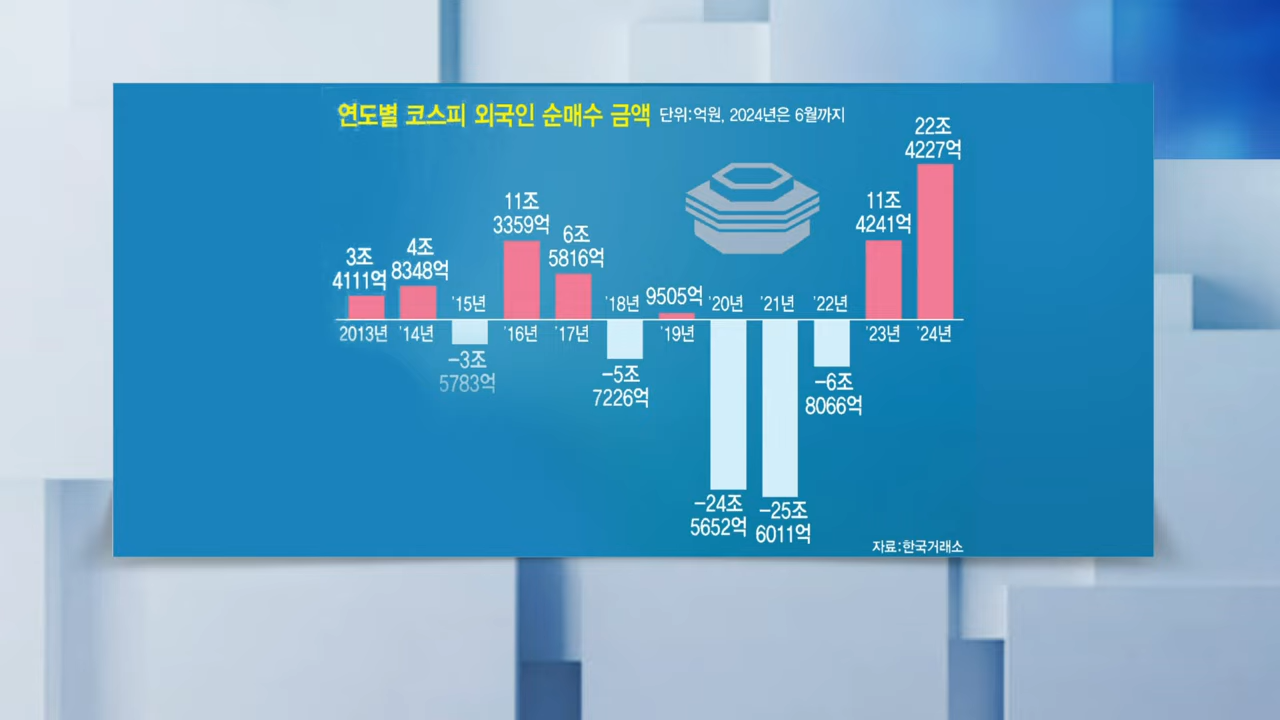 연도별 코스피 외국인 순매수 금액 단위:억원, 2024년은 6월까지
3조
4111억
2013년
4조
8348억
'14년
'15년
-3조
5783억
11조
3359억
'16년
6조
5816억
'17년
'18년
-5조
7226억
9505억
'19년
'20년
-24조
5652억
'21년
-25조
6011억
'22년
-6조
8066억
11조
4241억
'23년
22조
4227억
'24년
자료:한국거래소